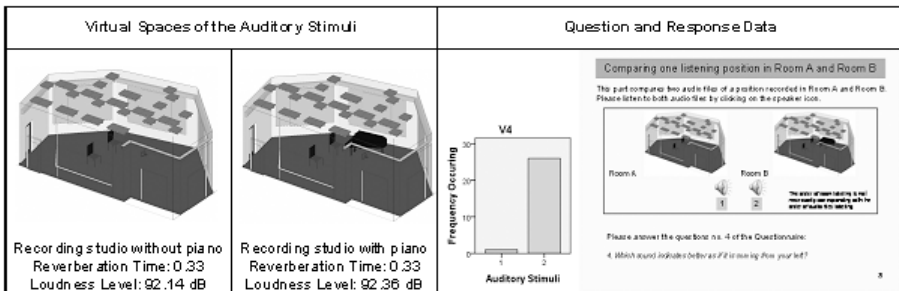 Virtual Spaces of the Auditory Stimuli
Question and Response Data
Recording studio without piano
Reverberation Time: 0.33
Loudness Level: 92.14 dB
Recording studio with piano
Reverberation Time: 0.33
Loudness Level: 92.36 dB
V4
30
20
10
0
1
2
Frequency Occuring
Auditory Stimuli
Comparing one listening position in Room A and Room B
This part compares two audio files of a position recorded in Room A and Room B.
Please listen to both audio files by clicking on the speaker icon.
Room A
Room B
1
2
Please answer the questions no. 4 of the Questionnaire:
4. Which sound indicates better as if it is coming from your left?